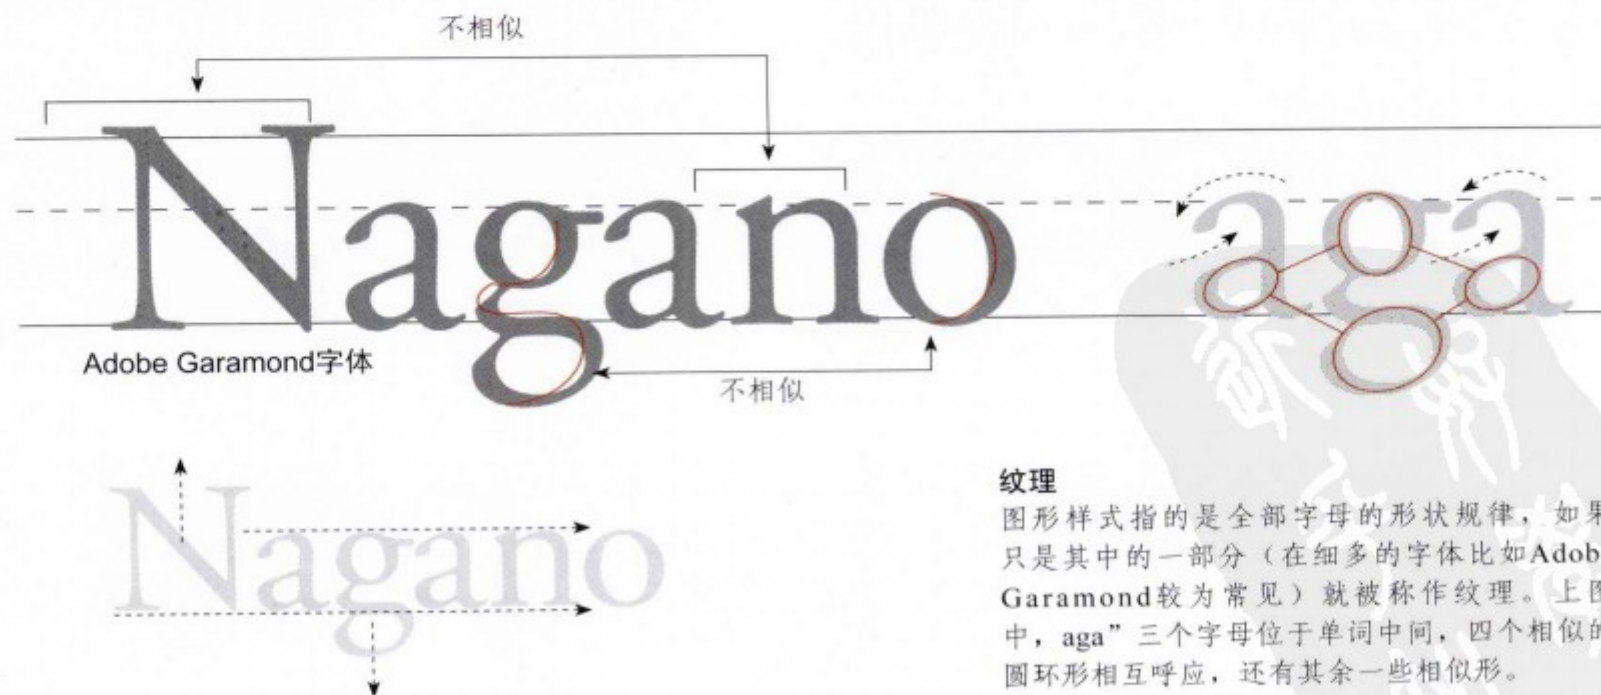 不相似
Nagano
aga
Adobe Garamond字体
不相似
Nagano
纹理
图形样式指的是全部字母的形状规律，如果
只是其中的一部分（在细多的字体比如Adob
Garamond较为常见）就被称作纹理。上图
中，aga”三个字母位于单词中间，四个相似的
圆环形相互呼应，还有其余一些相似形。